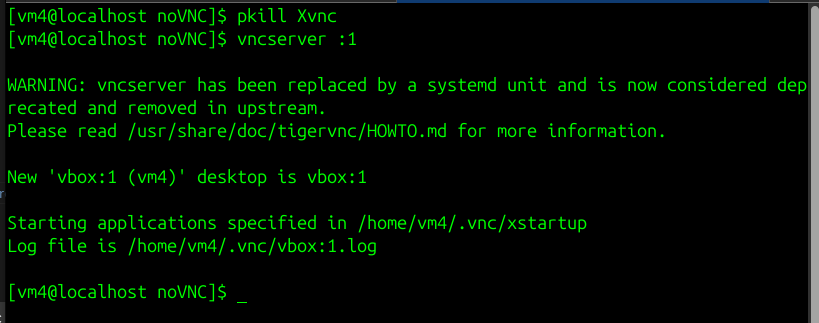 [vm4@localhost noVNC]$ pkill Xvnc
[vm4@localhost noVNC]$ vncserver :1
WARNING: vncserver has been replaced by a systemd unit and is now considered dep
recated and removed in upstream.
Please read /usr/share/doc/tigervnc/HOWTO.md for more information.
New 'vbox:1 (vm4)' desktop is vbox:1
Starting applications specified in /home/vm4/.vnc/xstartup
Log file is /home/vm4/.vnc/vbox:1.log
[vm4@localhost noVNC]$ _